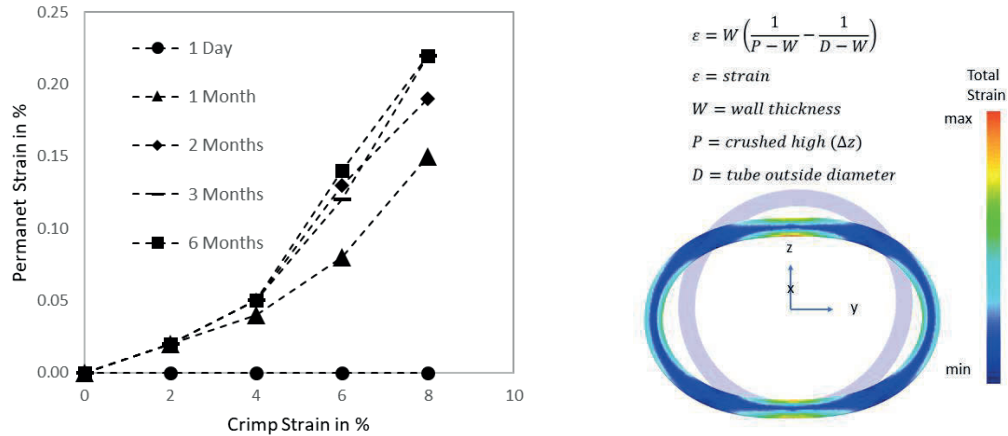 0.25
0.20
0.15
0.10
0.05
0.00
Permanet Strain in %
1 Day
1 Month
2 Months
3 Months
6 Months
0 2 4 6 8 10
Crimp Strain in %
ε = W(1/(P − W) − 1/(D − W))
ε = strain
W = wall thickness
P = crushed high (Δz)
D = tube outside diameter
Total
Strain
max
min
z
x
y